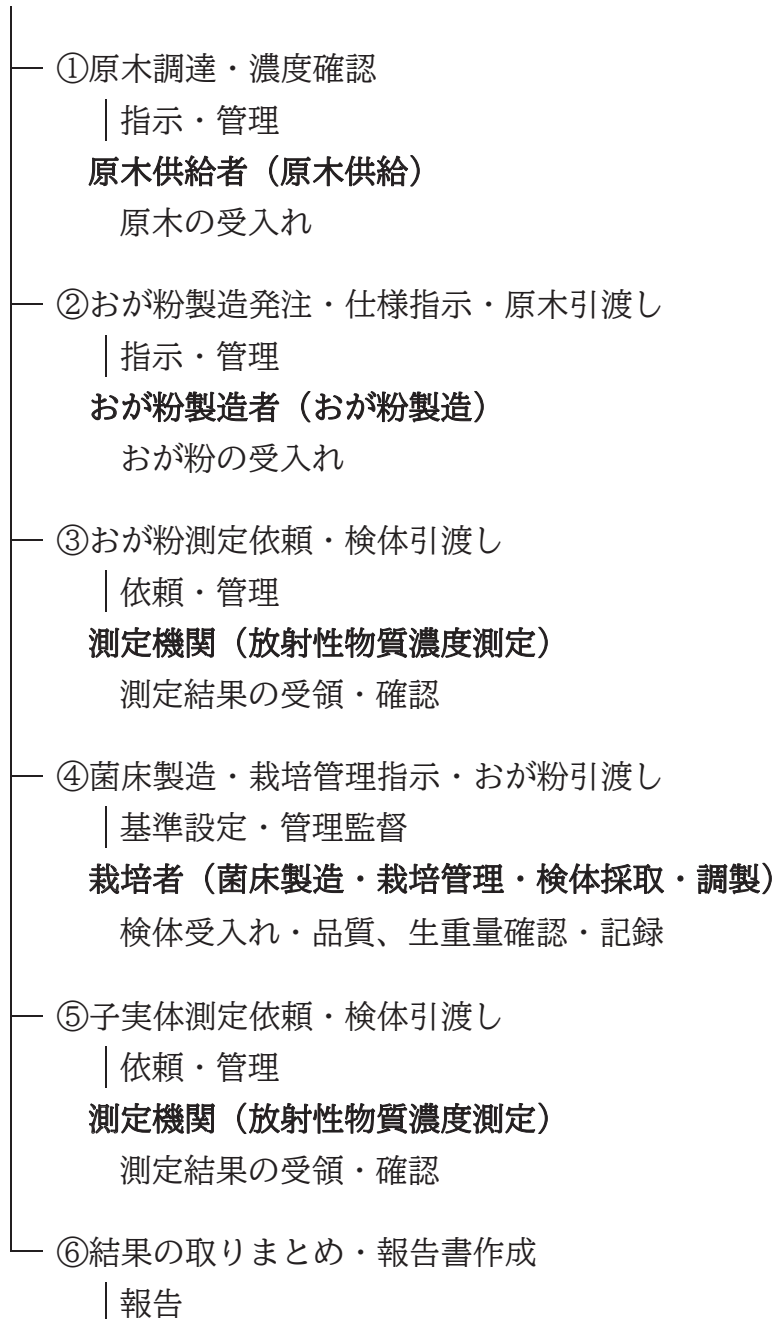 ①原木調達・濃度確認
指示・管理
原木供給者（原木供給）
原木の受入れ
②おが粉製造発注・仕様指示・原木引渡し
指示・管理
おが粉製造者（おが粉製造）
おが粉の受入れ
③おが粉測定依頼・検体引渡し
依頼・管理
測定機関（放射性物質濃度測定）
測定結果の受領・確認
④菌床製造・栽培管理指示・おが粉引渡し
基準設定・管理監督
栽培者（菌床製造・栽培管理・検体採取・調製）
検体受入れ・品質、生重量確認・記録
⑤子実体測定依頼・検体引渡し
依頼・管理
測定機関（放射性物質濃度測定）
測定結果の受領・確認
⑥結果の取りまとめ・報告書作成
報告